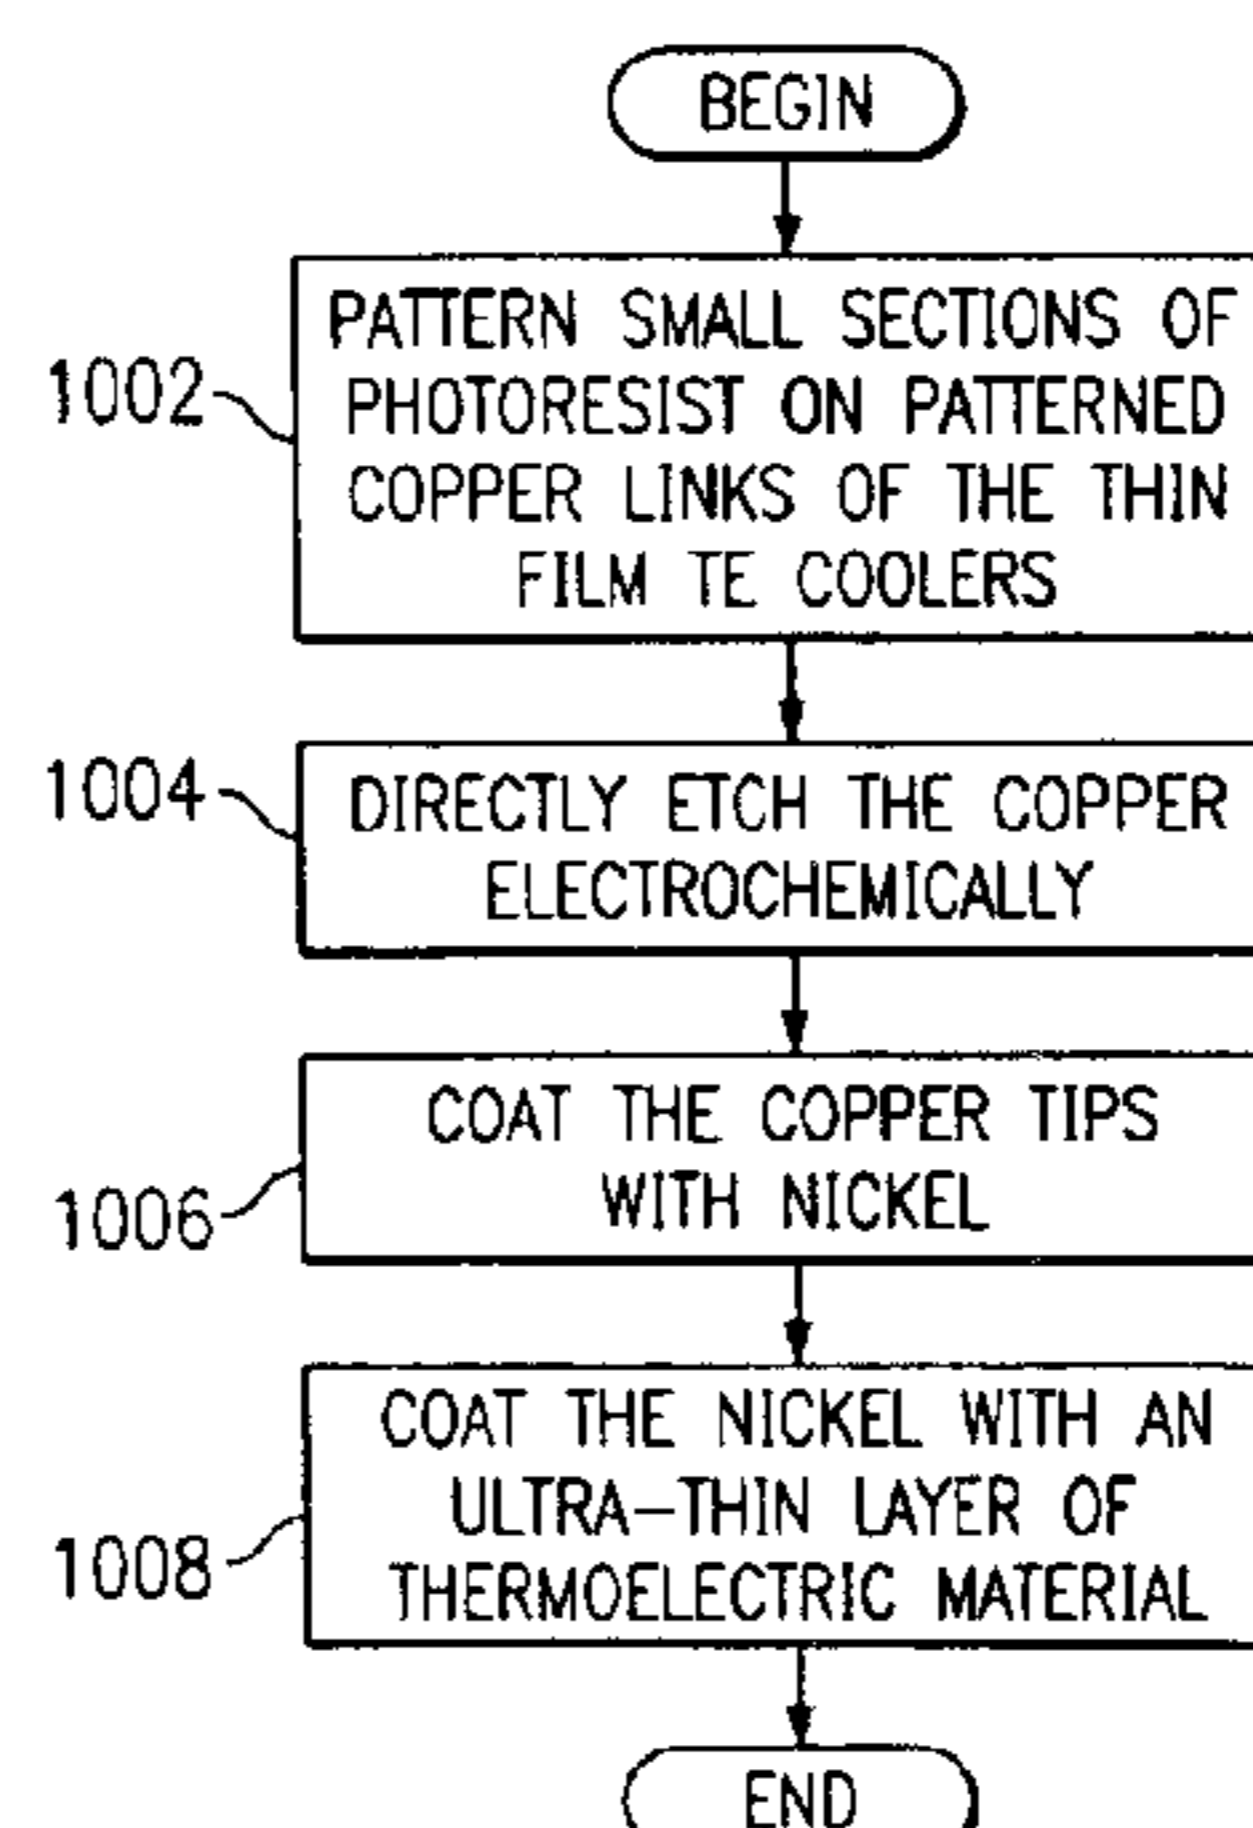 BEGIN
1002
PATTERN SMALL SECTIONS OF
PHOTORESIST ON PATTERNED
COPPER LINKS OF THE THIN
FILM TE COOLERS
1004
DIRECTLY ETCH THE COPPER
ELECTROCHEMICALLY
1006
COAT THE COPPER TIPS
WITH NICKEL
1008
COAT THE NICKEL WITH AN
ULTRA-THIN LAYER OF
THERMOELECTRIC MATERIAL
END